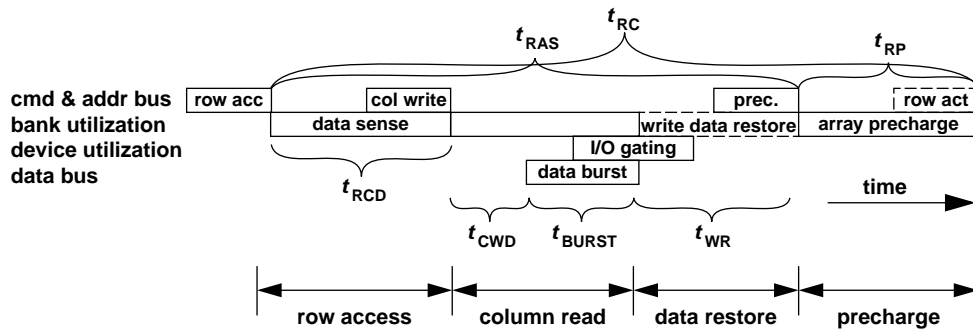 tRC
tRAS
tRP
cmd & addr bus row acc col write prec. row act
bank utilization data sense write data restore array precharge
device utilization I/O gating
data bus data burst
tRCD
time
tCWD tBURST tWR
row access column read data restore precharge